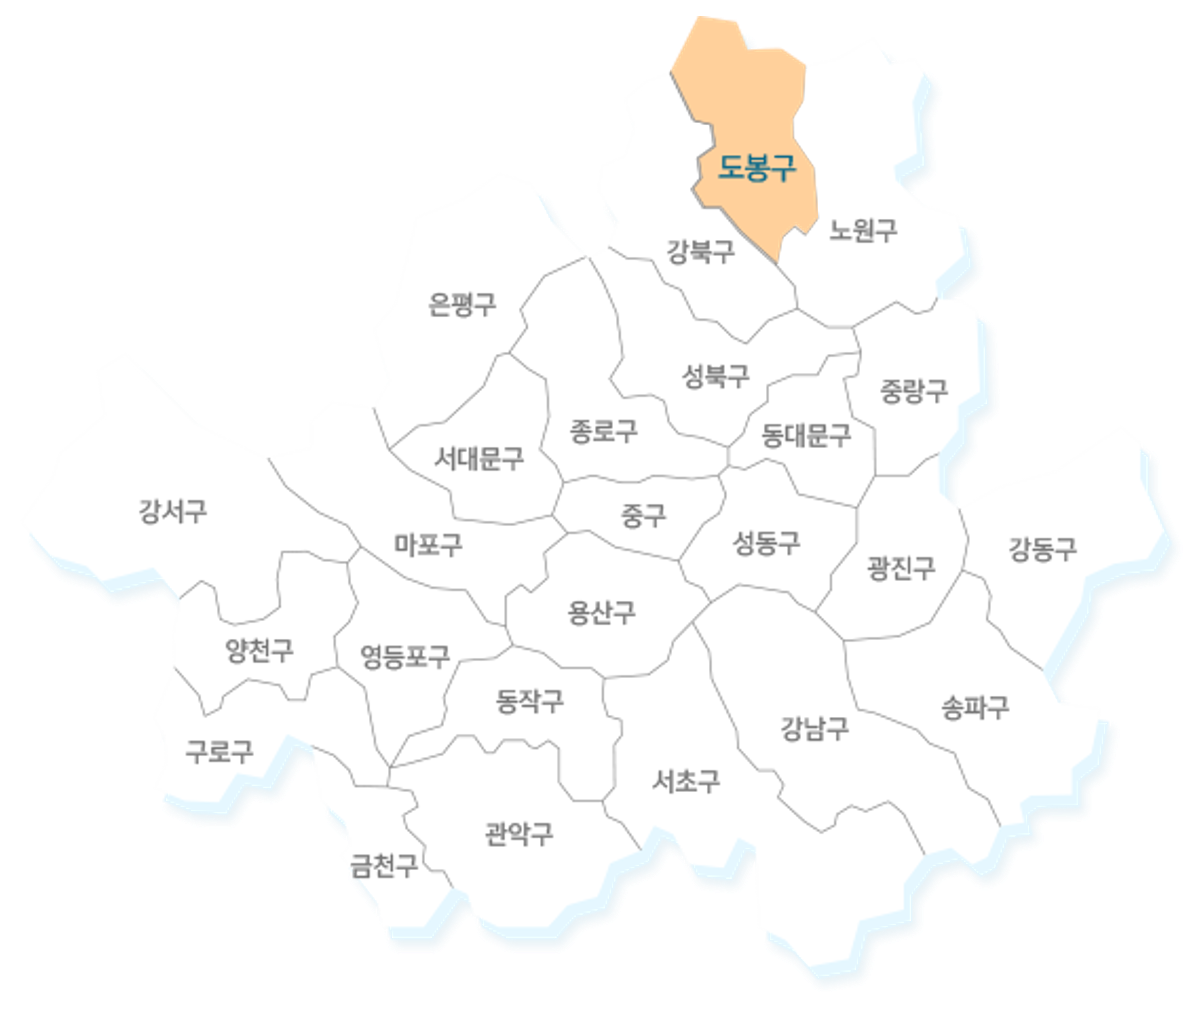 도봉구
노원구
강북구
은평구
성북구
중랑구
종로구
동대문구
서대문구
강서구
중구
마포구
성동구
광진구
강동구
용산구
양천구
영등포구
동작구
송파구
강남구
구로구
서초구
관악구
금천구